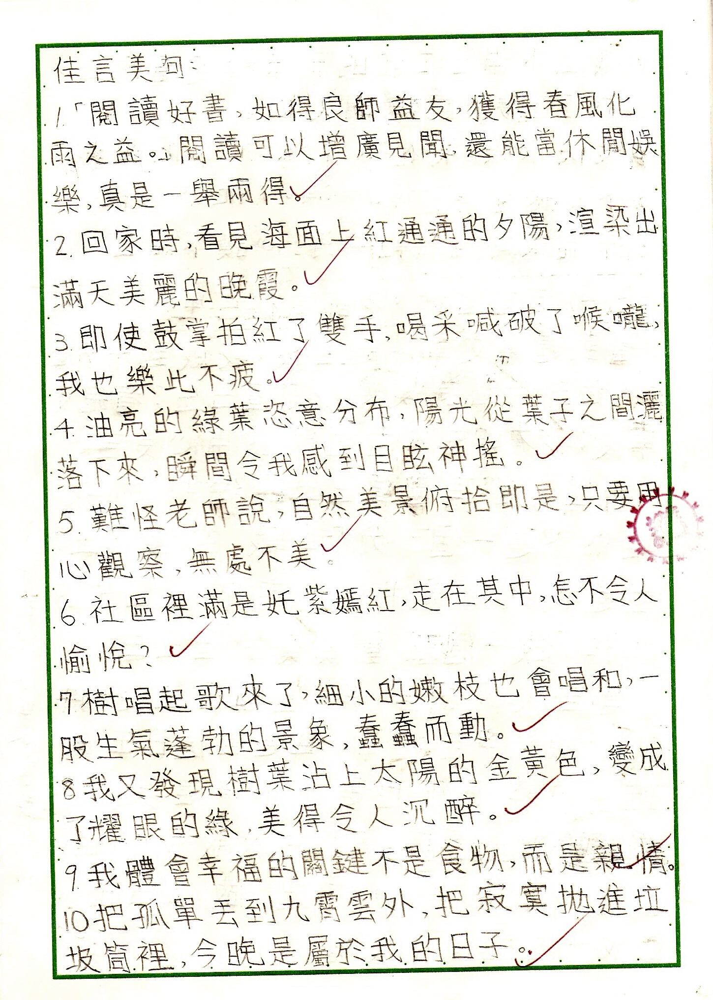 佳言美句:
1.「閱讀好書,如得良師益友,獲得春風化
雨之益。」閱讀可以增廣見聞,還能當休閒娛
樂,真是一舉兩得。
2.回家時,看見海面上紅通通的夕陽,渲染出
滿天美麗的晚霞。
3.即使鼓掌拍紅了雙手,喝采喊破了喉嚨,
我也樂此不疲。
4.油亮的綠葉恣意分布,陽光從葉子之間灑
落下來,瞬間令我感到目眩神搖。
5.難怪老師說,自然美景俯拾即是,只要用
心觀察,無處不美。
6.社區裡滿是奼紫嫣紅,走在其中,怎不令人
愉悅?
7樹唱起歌來了,細小的嫩枝也會唱和,一
股生氣蓬勃的景象,蠢蠢而動。
8我又發現樹葉沾上太陽的金黃色,變成
了耀眼的綠,美得令人沉醉。
9.我體會幸福的關鍵不是食物,而是親情。
10把孤單丟到九霄雲外,把寂寞拋進垃
圾筒裡,今晚是屬於我的日子。